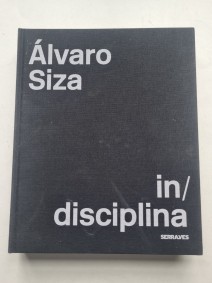 Álvaro
Siza
in/
disciplina
SERRALVES